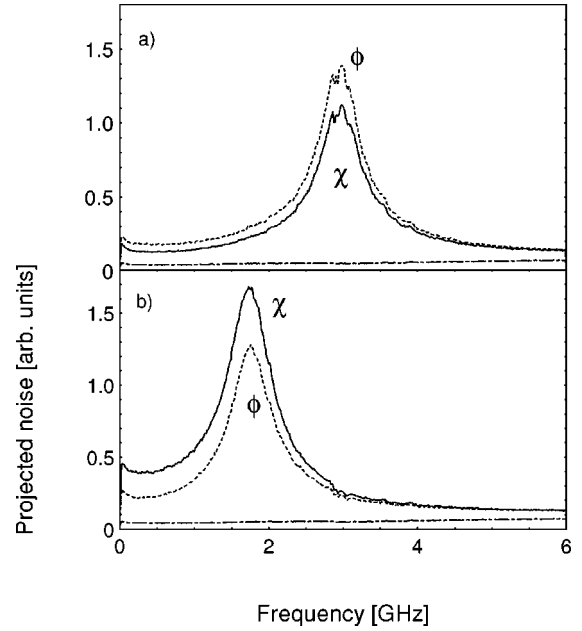 a)
ϕ
χ
1.5
1.0
0.5
0
b)
χ
ϕ
1.5
1.0
0.5
0
0
2
4
6
Projected noise [arb. units]
Frequency [GHz]